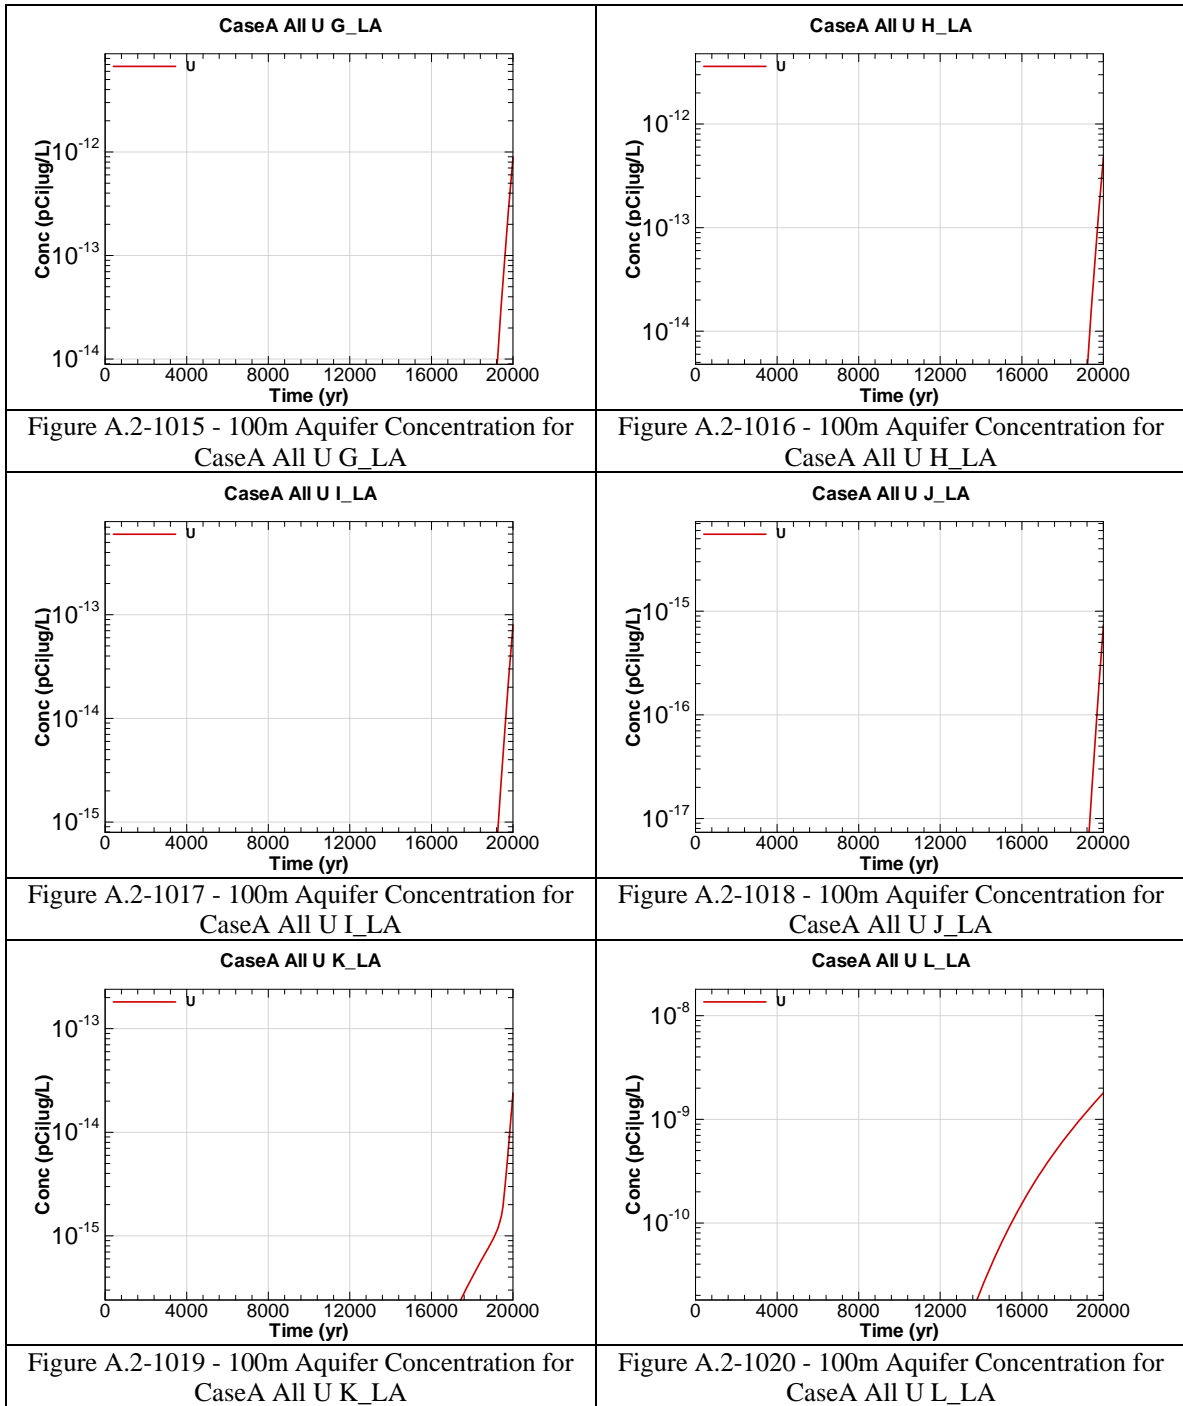 CaseA All U G_LA
U
10^-12
10^-13
10^-14
Conc (pCi|ug/L)
0 4000 8000 12000 16000 20000
Time (yr)
Figure A.2-1015 - 100m Aquifer Concentration for
CaseA All U G_LA
CaseA All U H_LA
U
10^-12
10^-13
10^-14
Conc (pCi|ug/L)
0 4000 8000 12000 16000 20000
Time (yr)
Figure A.2-1016 - 100m Aquifer Concentration for
CaseA All U H_LA
CaseA All U I_LA
U
10^-13
10^-14
10^-15
Conc (pCi|ug/L)
0 4000 8000 12000 16000 20000
Time (yr)
Figure A.2-1017 - 100m Aquifer Concentration for
CaseA All U I_LA
CaseA All U J_LA
U
10^-15
10^-16
10^-17
Conc (pCi|ug/L)
0 4000 8000 12000 16000 20000
Time (yr)
Figure A.2-1018 - 100m Aquifer Concentration for
CaseA All U J_LA
CaseA All U K_LA
U
10^-13
10^-14
10^-15
Conc (pCi|ug/L)
0 4000 8000 12000 16000 20000
Time (yr)
Figure A.2-1019 - 100m Aquifer Concentration for
CaseA All U K_LA
CaseA All U L_LA
U
10^-8
10^-9
10^-10
Conc (pCi|ug/L)
0 4000 8000 12000 16000 20000
Time (yr)
Figure A.2-1020 - 100m Aquifer Concentration for
CaseA All U L_LA